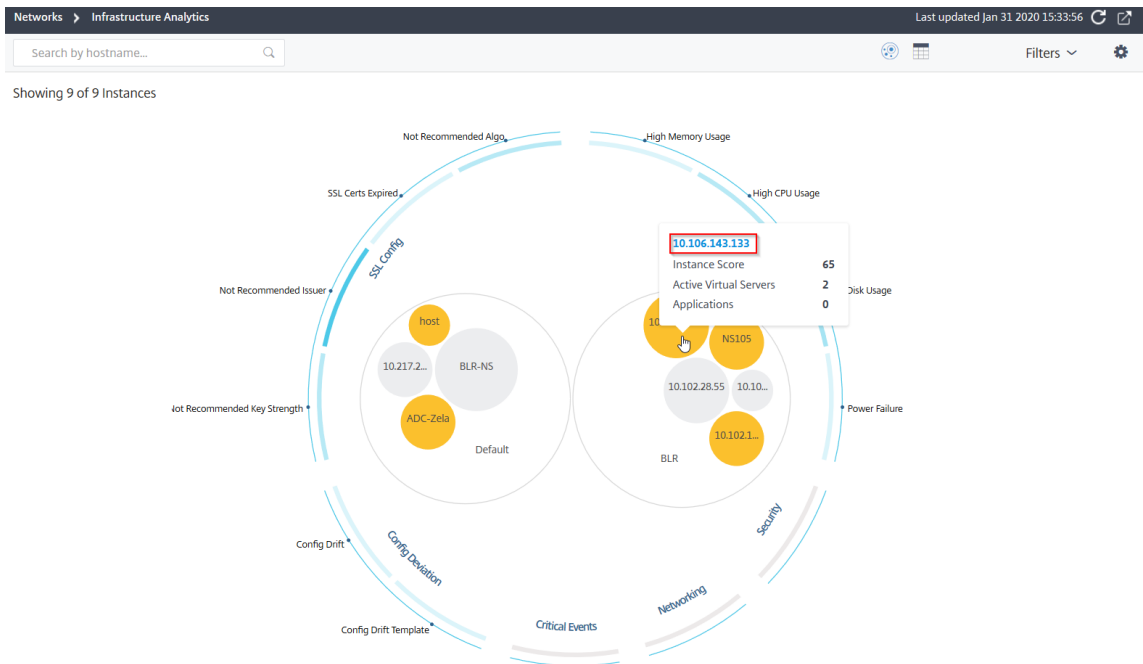 Networks > Infrastructure Analytics
Last updated Jan 31 2020 15:33:56
Search by hostname...
Filters
Showing 9 of 9 Instances
Not Recommended Algo
High Memory Usage
SSL Certs Expired
High CPU Usage
SSL Config
10.106.143.133
Instance Score 65
Active Virtual Servers 2
Applications 0
Not Recommended Issuer
Disk Usage
host
10
NS105
10.217.2...
BLR-NS
10.102.28.55
10.10...
Not Recommended Key Strength
ADC-Zela
Power Failure
10.102.1...
Default
BLR
Security
Config Drift
Config Deviation
Networking
Config Drift Template
Critical Events